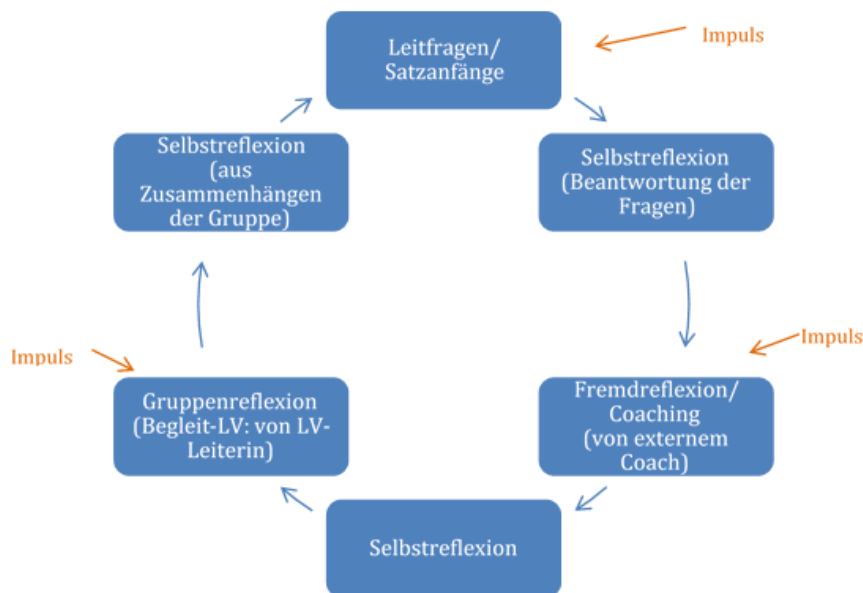 Leitfragen/
Satzanfänge
Impuls
Selbstreflexion
(Beantwortung der
Fragen)
Impuls
Fremdreflexion/
Coaching
(von externem
Coach)
Selbstreflexion
Gruppenreflexion
(Begleit-LV: von LV-
Leiterin)
Impuls
Selbstreflexion
(aus
Zusammenhängen
der Gruppe)